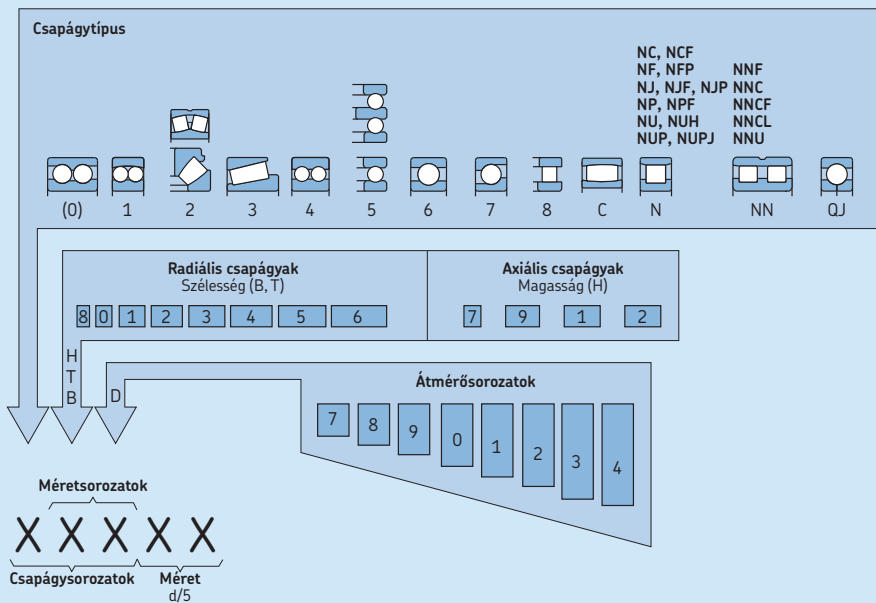 Csapágytípus
NC, NCF
NF, NFP NNF
NJ, NJF, NJP NNC
NP, NPF NNCF
NU, NUH NNCL
NUP, NUPJ NNU
(0) 1 2 3 4 5 6 7 8 C N NN QJ
Radiális csapágyak
Szélesség (B, T)
8 0 1 2 3 4 5 6
Axiális csapágyak
Magasság (H)
7 9 1 2
H
T
B
D
Átmérősorozatok
7 8 9 0 1 2 3 4
Méretsorozatok
X X X X X
Csapágysorozatok Méret
d/5